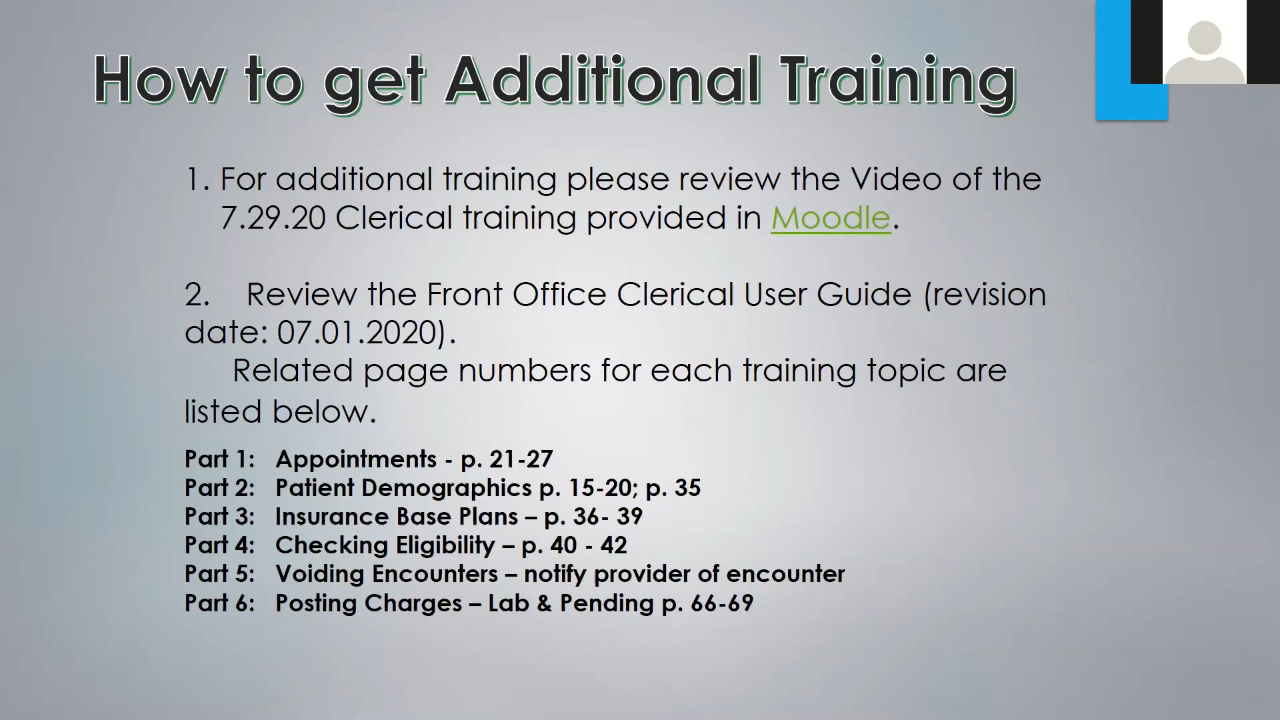 How to get Additional Training
1. For additional training please review the Video of the
7.29.20 Clerical training provided in Moodle.
2. Review the Front Office Clerical User Guide (revision
date: 07.01.2020).
Related page numbers for each training topic are
listed below.
Part 1: Appointments - p. 21-27
Part 2: Patient Demographics p. 15-20; p. 35
Part 3: Insurance Base Plans – p. 36- 39
Part 4: Checking Eligibility – p. 40 - 42
Part 5: Voiding Encounters – notify provider of encounter
Part 6: Posting Charges – Lab & Pending p. 66-69